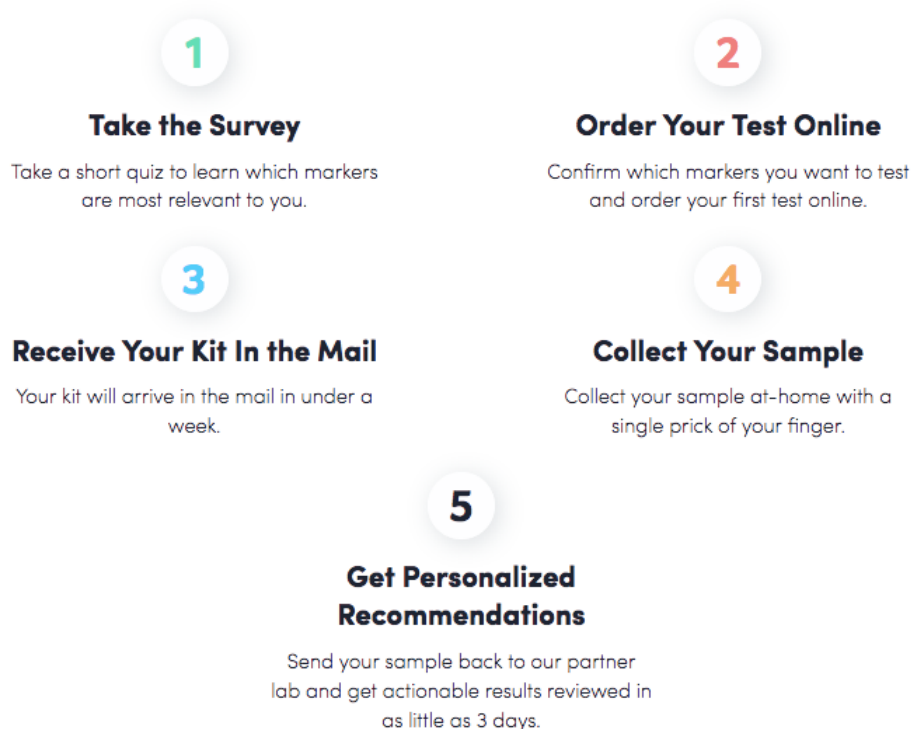 1
Take the Survey
Take a short quiz to learn which markers
are most relevant to you.
2
Order Your Test Online
Confirm which markers you want to test
and order your first test online.
3
Receive Your Kit In the Mail
Your kit will arrive in the mail in under a
week.
4
Collect Your Sample
Collect your sample at-home with a
single prick of your finger.
5
Get Personalized
Recommendations
Send your sample back to our partner
lab and get actionable results reviewed in
as little as 3 days.